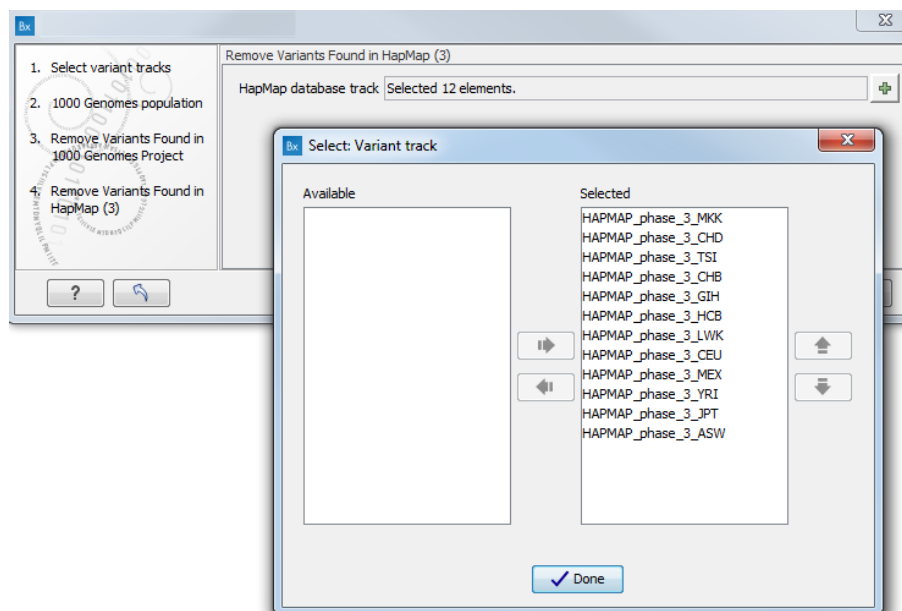 Bx
1. Select variant tracks
2. 1000 Genomes population
3. Remove Variants Found in
1000 Genomes Project
4. Remove Variants Found in
HapMap (3)
?
Remove Variants Found in HapMap (3)
HapMap database track Selected 12 elements.
Bx Select: Variant track
Available
Selected
HAPMAP_phase_3_MKK
HAPMAP_phase_3_CHD
HAPMAP_phase_3_TSI
HAPMAP_phase_3_CHB
HAPMAP_phase_3_GIH
HAPMAP_phase_3_HCB
HAPMAP_phase_3_LWK
HAPMAP_phase_3_CEU
HAPMAP_phase_3_MEX
HAPMAP_phase_3_YRI
HAPMAP_phase_3_JPT
HAPMAP_phase_3_ASW
Done